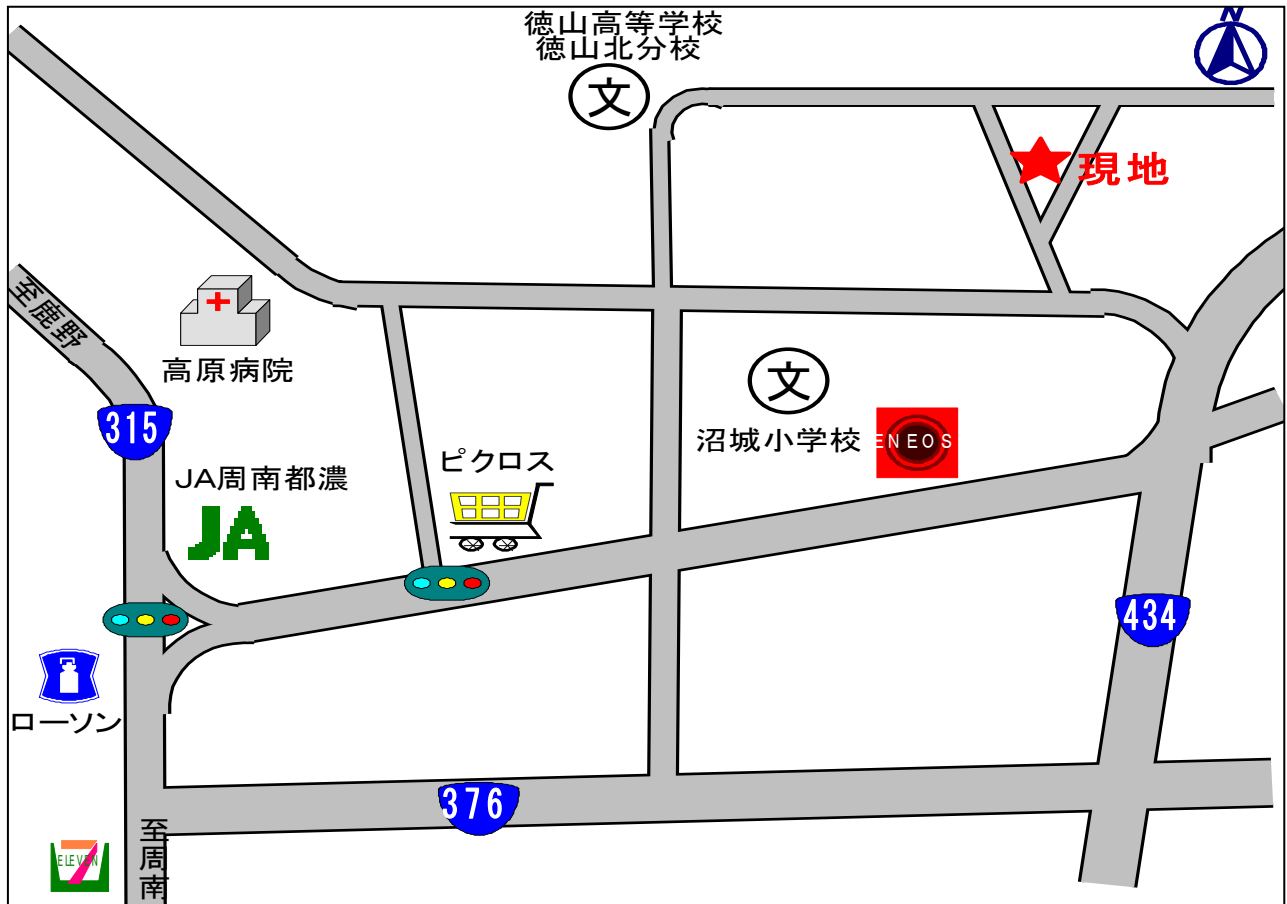 徳山高等学校
徳山北分校
文
N
現地
至鹿野
高原病院
315
JA周南都濃
JA
ピクロス
文
沼城小学校
ENEOS
434
ローソン
376
ELEVEN
7
至周南